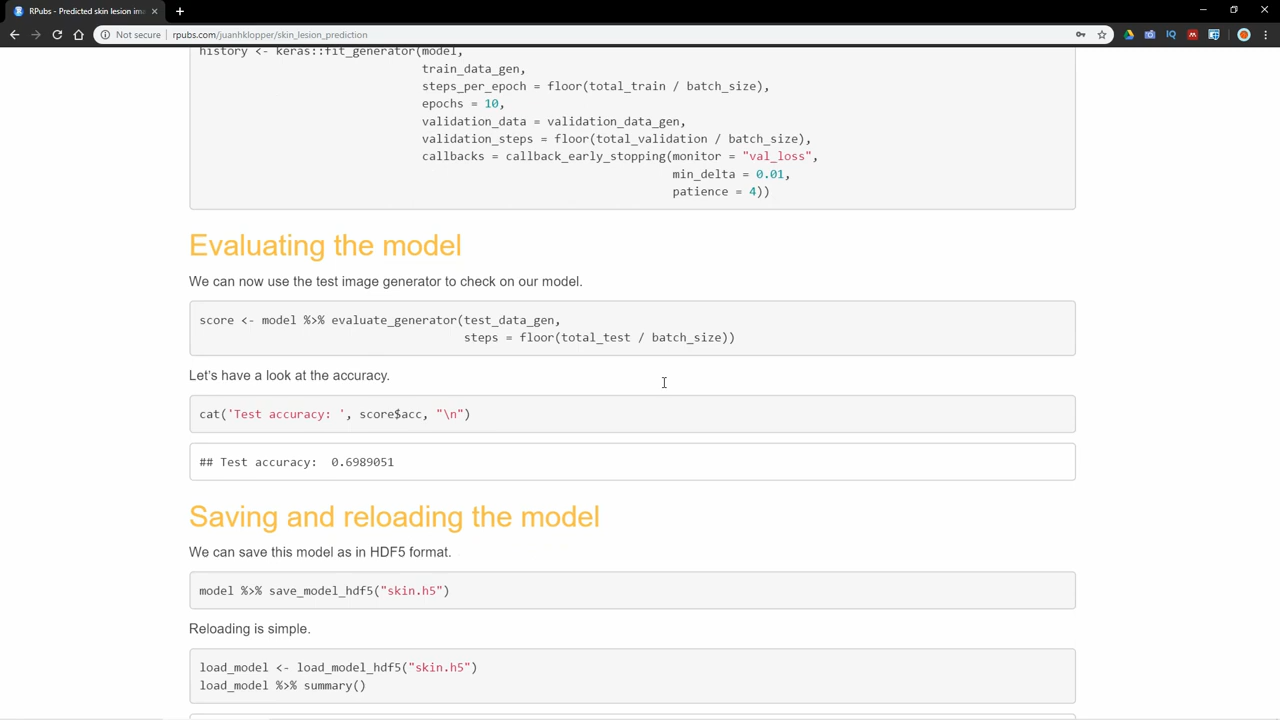 RPubs - Predicted skin lesion im
Not secure
rpubs.com/juanhklopper/skin_lesion_prediction
history <- keras::fit_generator(model,
train_data_gen,
steps_per_epoch = floor(total_train / batch_size),
epochs = 10,
validation_data = validation_data_gen,
validation_steps = floor(total_validation / batch_size),
callbacks = callback_early_stopping(monitor = "val_loss",
min_delta = 0.01,
patience = 4))
Evaluating the model
We can now use the test image generator to check on our model.
score <- model %>% evaluate_generator(test_data_gen,
steps = floor(total_test / batch_size))
Let's have a look at the accuracy.
cat('Test accuracy: ', score$acc, "\n")
## Test accuracy:  0.6989051
Saving and reloading the model
We can save this model as in HDF5 format.
model %>% save_model_hdf5("skin.h5")
Reloading is simple.
load_model <- load_model_hdf5("skin.h5")
load_model %>% summary()